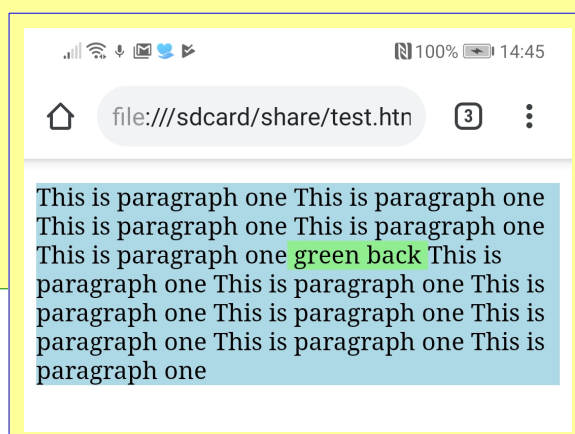 100% 14:45
file:///sdcard/share/test.htm
3
This is paragraph one This is paragraph one
This is paragraph one This is paragraph one
This is paragraph one green back This is
paragraph one This is paragraph one This is
paragraph one This is paragraph one This is
paragraph one This is paragraph one This is
paragraph one